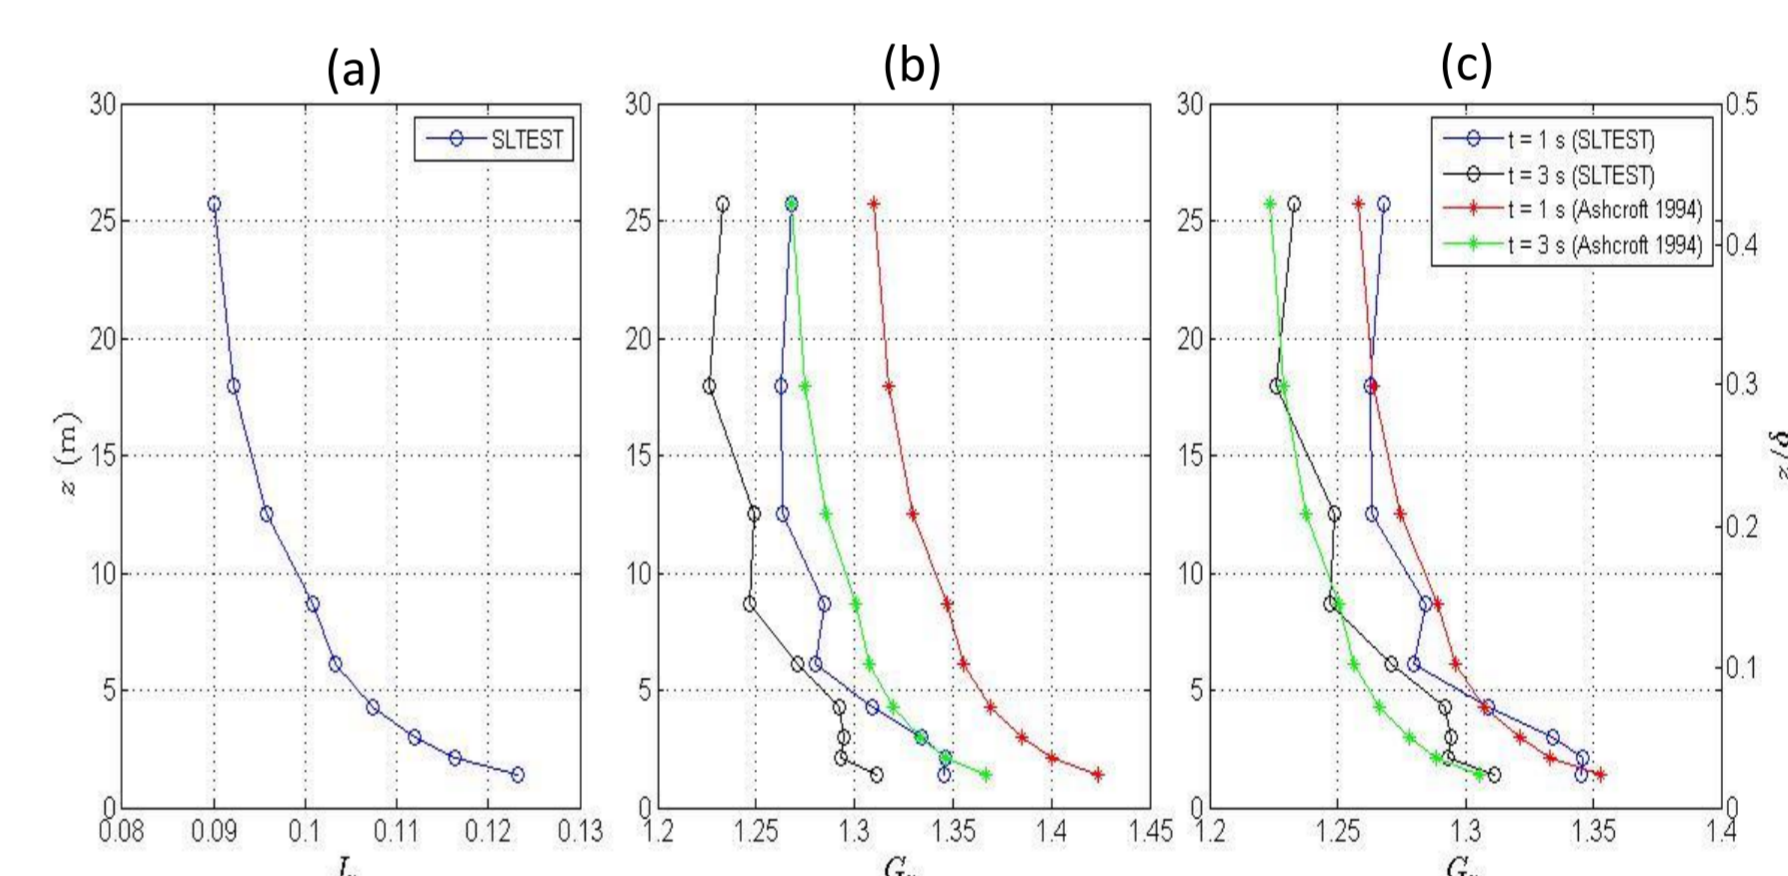 (a)
(b)
(c)
30
25
20
15
10
5
0
z (m)
SLTEST
0.08 0.09 0.1 0.11 0.12 0.13
30
25
20
15
10
5
0
1.2 1.25 1.3 1.35 1.4 1.45
30
25
20
15
10
5
0
t = 1 s (SLTEST)
t = 3 s (SLTEST)
t = 1 s (Ashcroft 1994)
t = 3 s (Ashcroft 1994)
0.5
0.4
0.3
0.2
0.1
0
z/δ
1.2 1.25 1.3 1.35 1.4